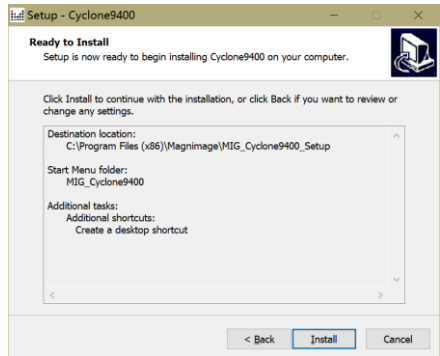 Setup - Cyclone9400
Ready to Install
Setup is now ready to begin installing Cyclone9400 on your computer.
Click Install to continue with the installation, or click Back if you want to review or
change any settings.
Destination location:
C:\Program Files (x86)\Magnimage\MIG_Cyclone9400_Setup
Start Menu folder:
MIG_Cyclone9400
Additional tasks:
Additional shortcuts:
Create a desktop shortcut
< Back
Install
Cancel